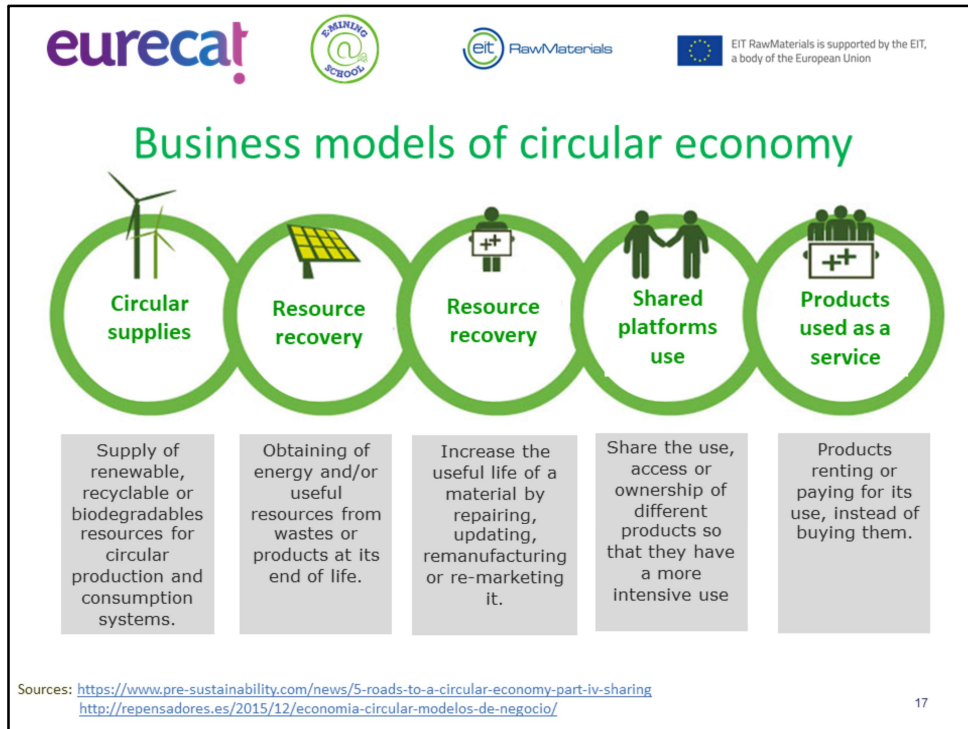 eurecat
E-MINING
@
SCHOOL
eit RawMaterials
EIT RawMaterials is supported by the EIT,
a body of the European Union
Business models of circular economy
Circular
supplies
Resource
recovery
Resource
recovery
Shared
platforms
use
Products
used as a
service
Supply of
renewable,
recyclable or
biodegradables
resources for
circular
production and
consumption
systems.
Obtaining of
energy and/or
useful
resources from
wastes or
products at its
end of life.
Increase the
useful life of a
material by
repairing,
updating,
remanufacturing
or re-marketing
it.
Share the use,
access or
ownership of
different
products so
that they have
a more
intensive use
Products
renting or
paying for its
use, instead of
buying them.
Sources: https://www.pre-sustainability.com/news/5-roads-to-a-circular-economy-part-iv-sharing
http://repensadores.es/2015/12/economia-circular-modelos-de-negocio/
17